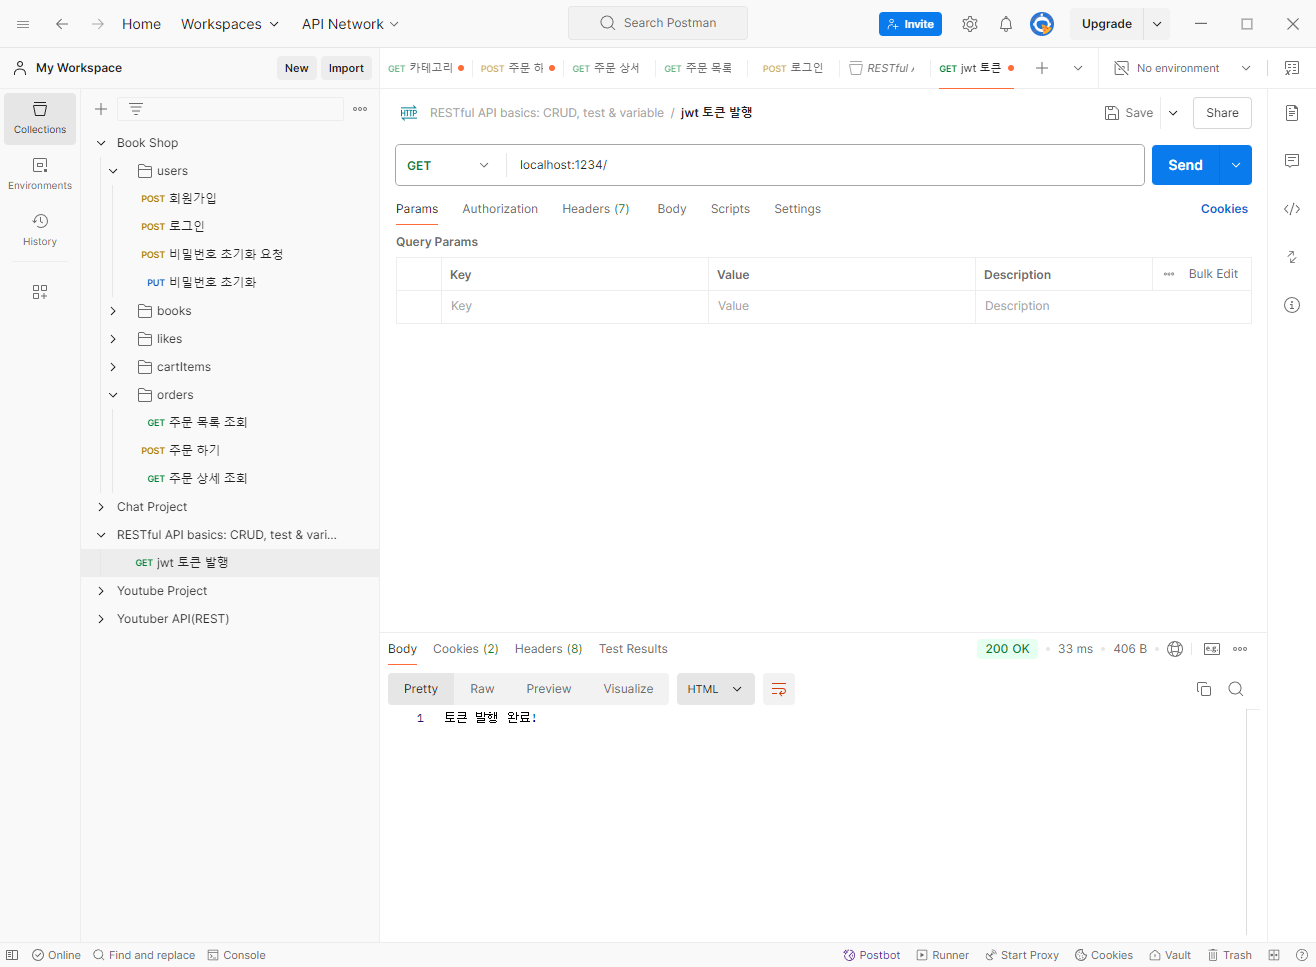 Home Workspaces API Network Search Postman Invite Upgrade
My Workspace New Import GET 카테고리 POST 주문 하 GET 주문 상세 GET 주문 목록 POST 로그인 RESTful GET jwt 토큰 No environment
Collections
Environments
History
Book Shop
users
POST 회원가입
POST 로그인
POST 비밀번호 초기화 요청
PUT 비밀번호 초기화
books
likes
cartItems
orders
GET 주문 목록 조회
POST 주문 하기
GET 주문 상세 조회
Chat Project
RESTful API basics: CRUD, test & vari...
GET jwt 토큰 발행
Youtube Project
Youtuber API(REST)
HTTP RESTful API basics: CRUD, test & variable / jwt 토큰 발행 Save Share
GET localhost:1234/ Send
Params Authorization Headers (7) Body Scripts Settings Cookies
Query Params
Key Value Description Bulk Edit
Key Value Description
Body Cookies (2) Headers (8) Test Results 200 OK 33 ms 406 B e.g.
Pretty Raw Preview Visualize HTML
1 토큰 발행 완료!
Online Find and replace Console Postbot Runner Start Proxy Cookies Vault Trash